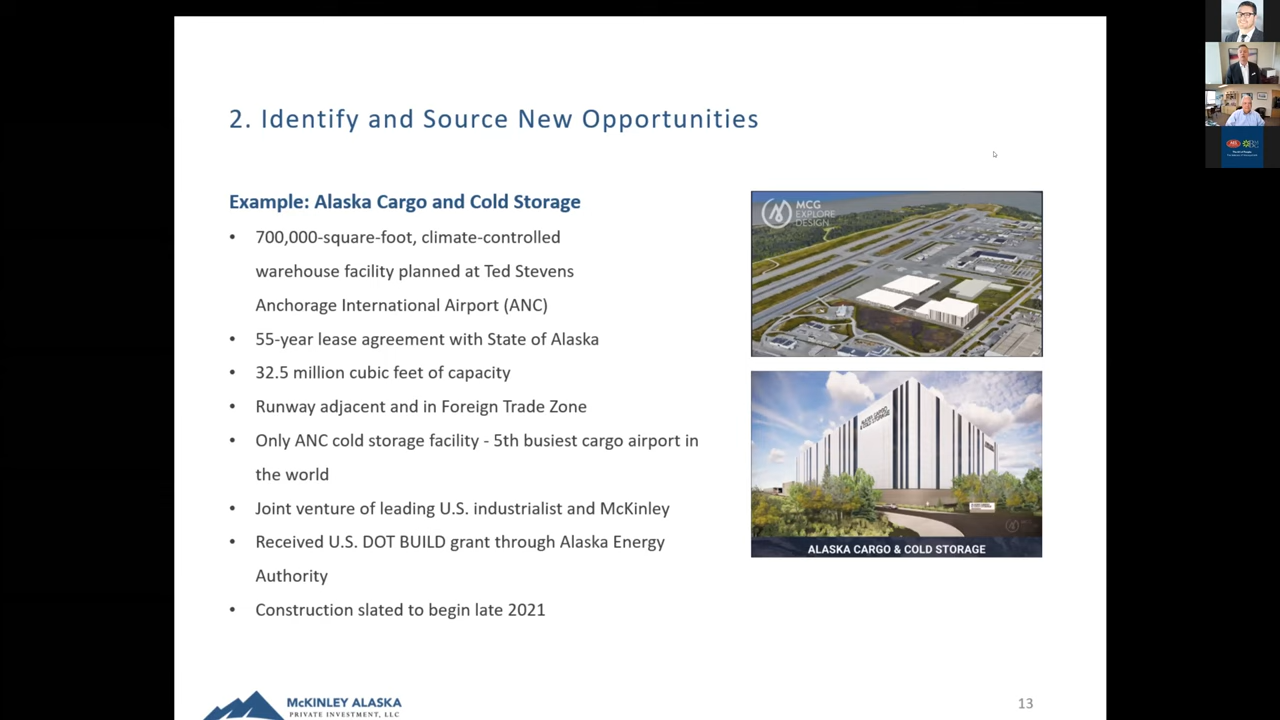 2. Identify and Source New Opportunities
Example: Alaska Cargo and Cold Storage
• 700,000-square-foot, climate-controlled
warehouse facility planned at Ted Stevens
Anchorage International Airport (ANC)
• 55-year lease agreement with State of Alaska
• 32.5 million cubic feet of capacity
• Runway adjacent and in Foreign Trade Zone
• Only ANC cold storage facility - 5th busiest cargo airport in
the world
• Joint venture of leading U.S. industrialist and McKinley
• Received U.S. DOT BUILD grant through Alaska Energy
Authority
• Construction slated to begin late 2021
MCG
EXPLORE
DESIGN
ALASKA CARGO
& COLD STORAGE
ALASKA CARGO & COLD STORAGE
McKINLEY ALASKA
PRIVATE INVESTMENT, LLC
13